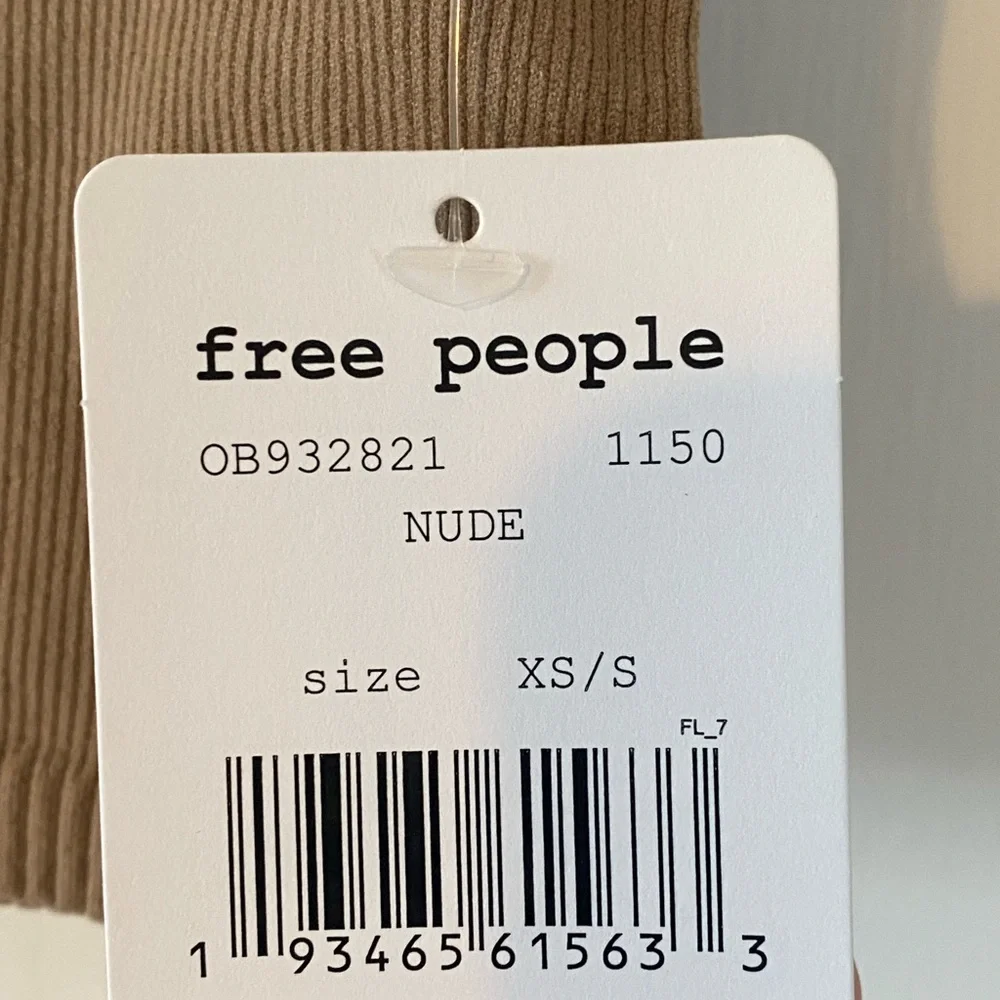 free people
OB932821 1150
NUDE
size XS/S
FL_7
1 93465 61563 3